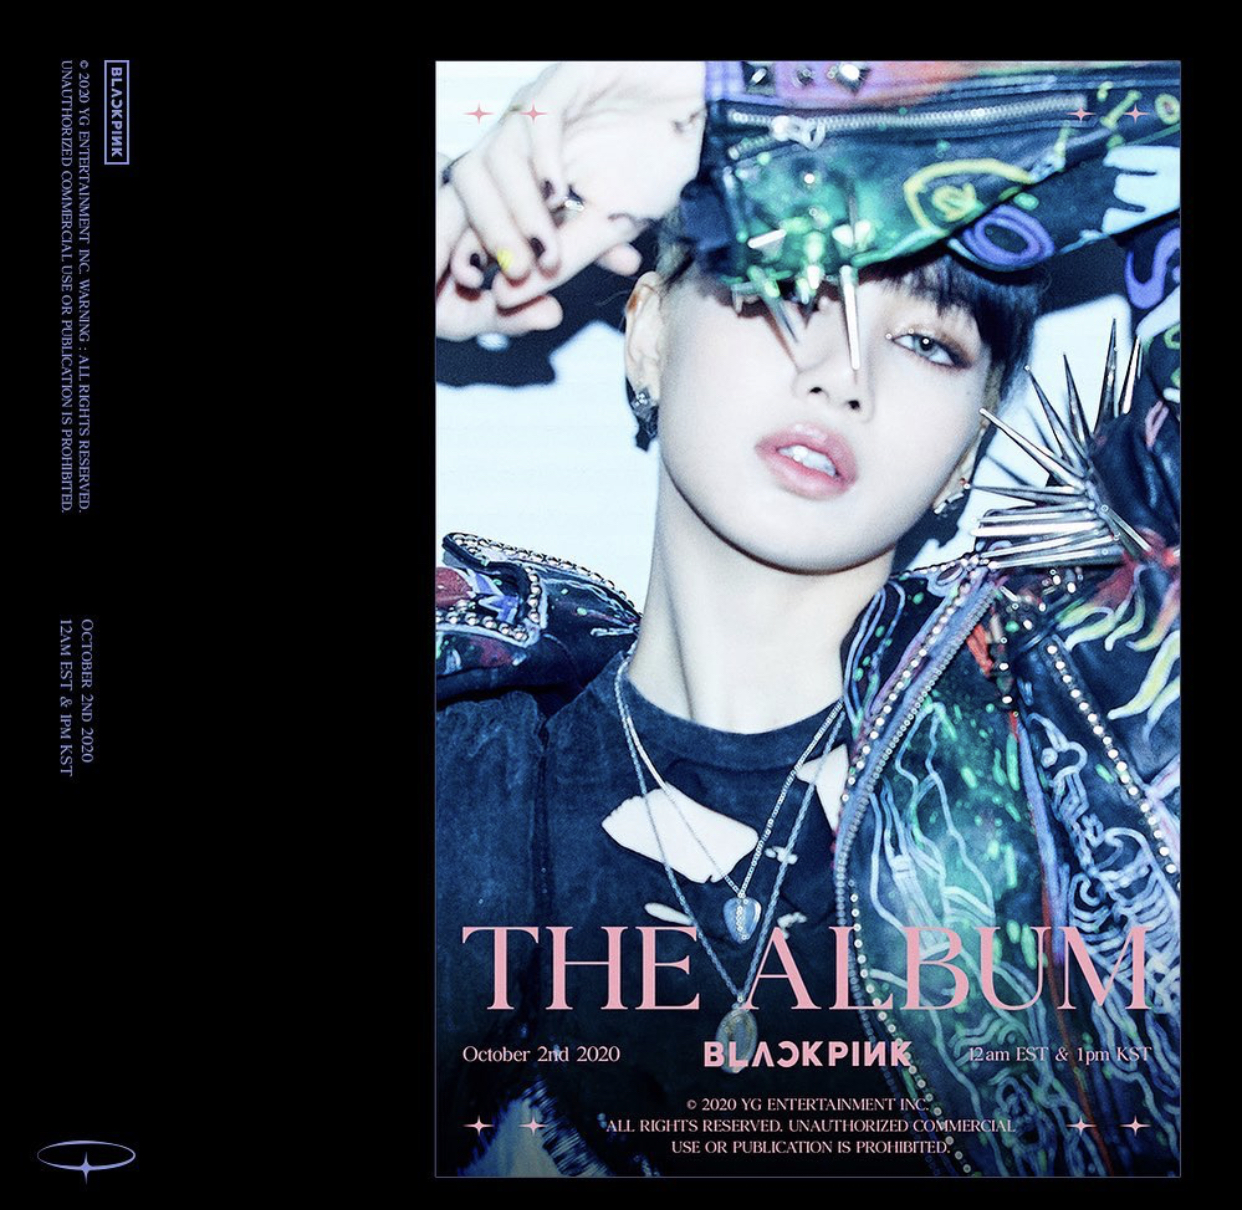 BLACKPINK
© 2020 YG ENTERTAINMENT INC. WARNING : ALL RIGHTS RESERVED.
UNAUTHORIZED COMMERCIAL USE OR PUBLICATION IS PROHIBITED.
OCTOBER 2ND 2020
12AM EST & 1PM KST
THE ALBUM
October 2nd 2020
BLACKPINK
12am EST & 1pm KST
© 2020 YG ENTERTAINMENT INC.
ALL RIGHTS RESERVED. UNAUTHORIZED COMMERCIAL
USE OR PUBLICATION IS PROHIBITED.